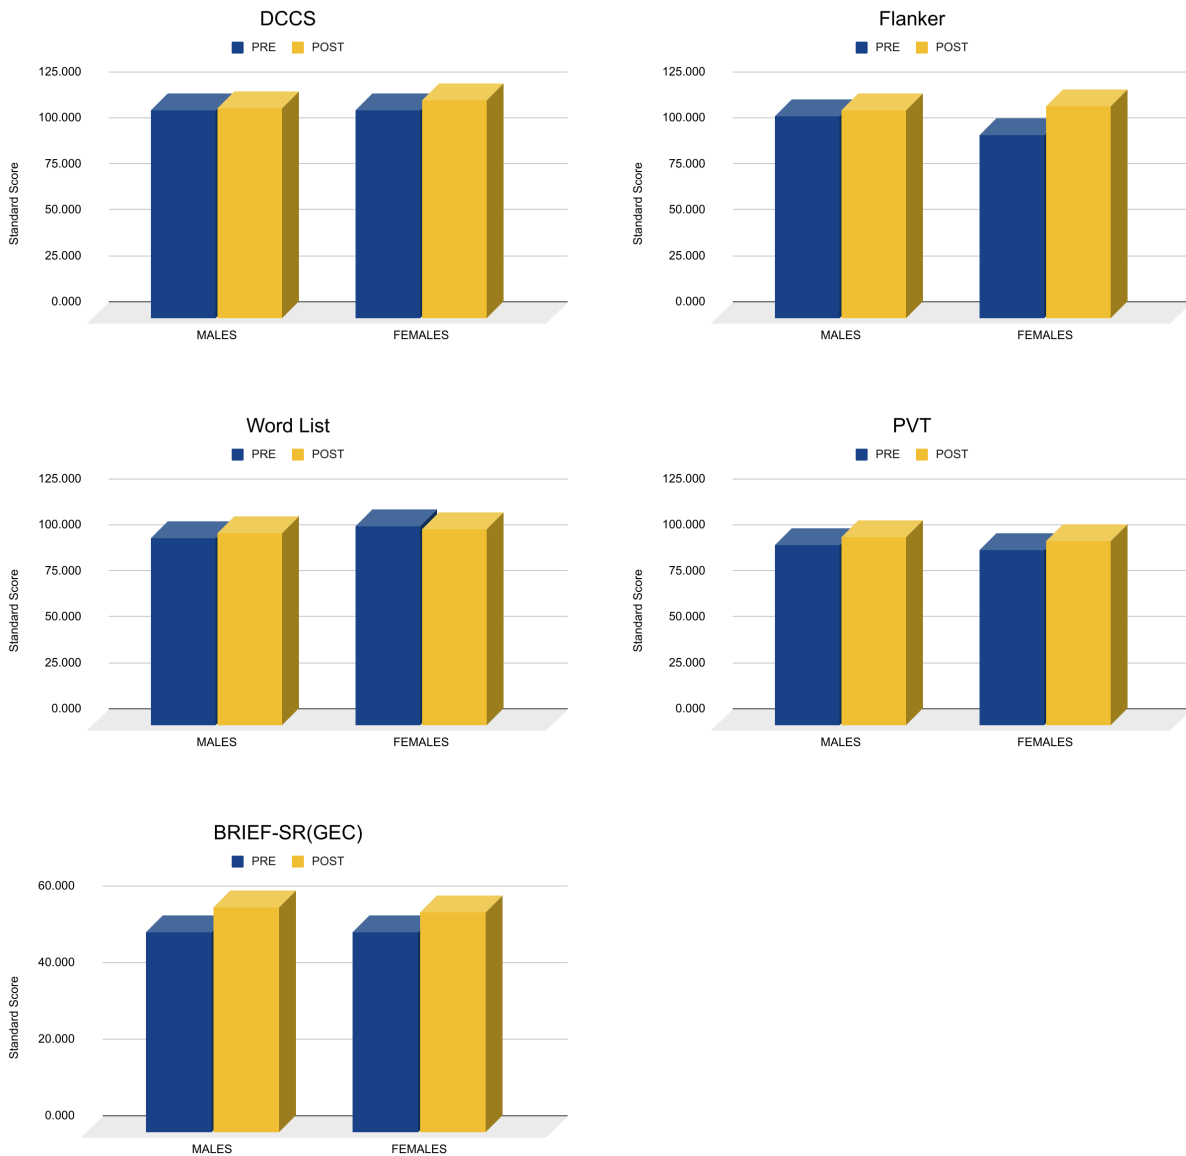 DCCS
PRE POST
125.000
100.000
75.000
50.000
25.000
0.000
Standard Score
MALES FEMALES
Flanker
PRE POST
125.000
100.000
75.000
50.000
25.000
0.000
Standard Score
MALES FEMALES
Word List
PRE POST
125.000
100.000
75.000
50.000
25.000
0.000
Standard Score
MALES FEMALES
PVT
PRE POST
125.000
100.000
75.000
50.000
25.000
0.000
Standard Score
MALES FEMALES
BRIEF-SR(GEC)
PRE POST
60.000
40.000
20.000
0.000
Standard Score
MALES FEMALES